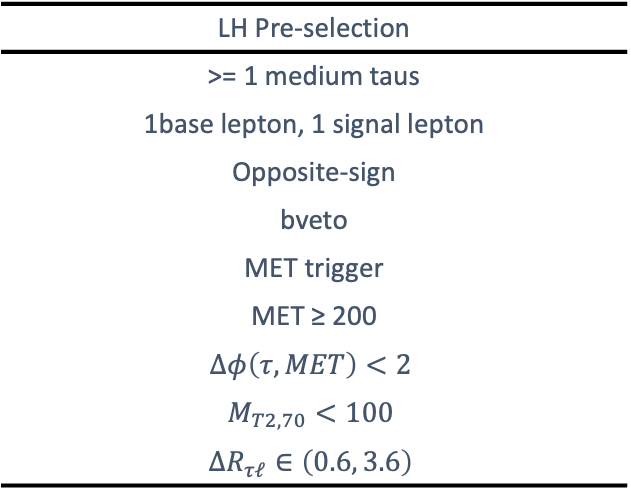 LH Pre-selection
>= 1 medium taus
1base lepton, 1 signal lepton
Opposite-sign
bveto
MET trigger
MET ≥ 200
Δϕ(τ, MET) < 2
M_{T2,70} < 100
ΔR_{τℓ} ∈ (0.6, 3.6)